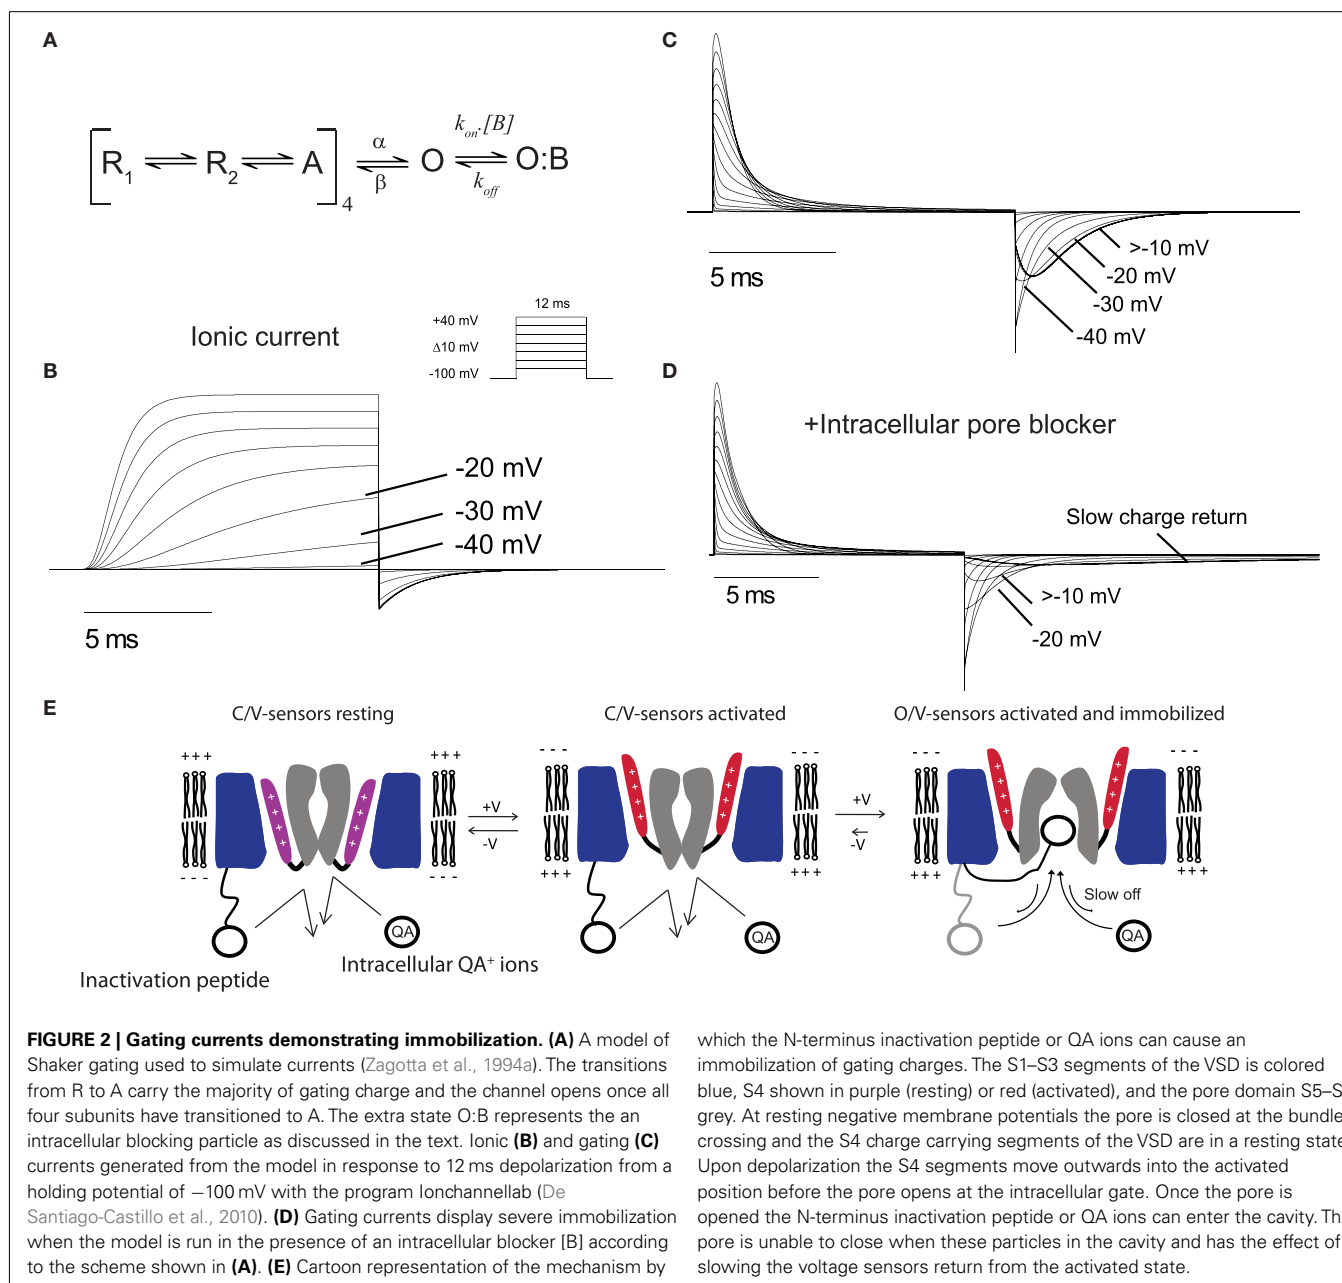 A
[R1 ⇌ R2 ⇌ A]4 α β O kon.[B] koff O:B
Ionic current
12 ms
+40 mV
Δ10 mV
-100 mV
B
-20 mV
-30 mV
-40 mV
5 ms
C
5 ms
>-10 mV
-20 mV
-30 mV
-40 mV
D
+Intracellular pore blocker
Slow charge return
5 ms
>-10 mV
-20 mV
E
C/V-sensors resting
C/V-sensors activated
O/V-sensors activated and immobilized
+++
+++
- - -
- - -
+V
-V
- - -
- - -
+++
+++
+V
-V
- - -
- - -
+++
+++
Slow off
QA
QA
QA
Inactivation peptide
Intracellular QA+ ions
FIGURE 2 | Gating currents demonstrating immobilization. (A) A model of
Shaker gating used to simulate currents (Zagotta et al., 1994a). The transitions
from R to A carry the majority of gating charge and the channel opens once all
four subunits have transitioned to A. The extra state O:B represents the an
intracellular blocking particle as discussed in the text. Ionic (B) and gating (C)
currents generated from the model in response to 12 ms depolarization from a
holding potential of −100 mV with the program Ionchannellab (De
Santiago-Castillo et al., 2010). (D) Gating currents display severe immobilization
when the model is run in the presence of an intracellular blocker [B] according
to the scheme shown in (A). (E) Cartoon representation of the mechanism by
which the N-terminus inactivation peptide or QA ions can cause an
immobilization of gating charges. The S1–S3 segments of the VSD is colored
blue, S4 shown in purple (resting) or red (activated), and the pore domain S5–S
grey. At resting negative membrane potentials the pore is closed at the bundle
crossing and the S4 charge carrying segments of the VSD are in a resting state
Upon depolarization the S4 segments move outwards into the activated
position before the pore opens at the intracellular gate. Once the pore is
opened the N-terminus inactivation peptide or QA ions can enter the cavity. Th
pore is unable to close when these particles in the cavity and has the effect of
slowing the voltage sensors return from the activated state.